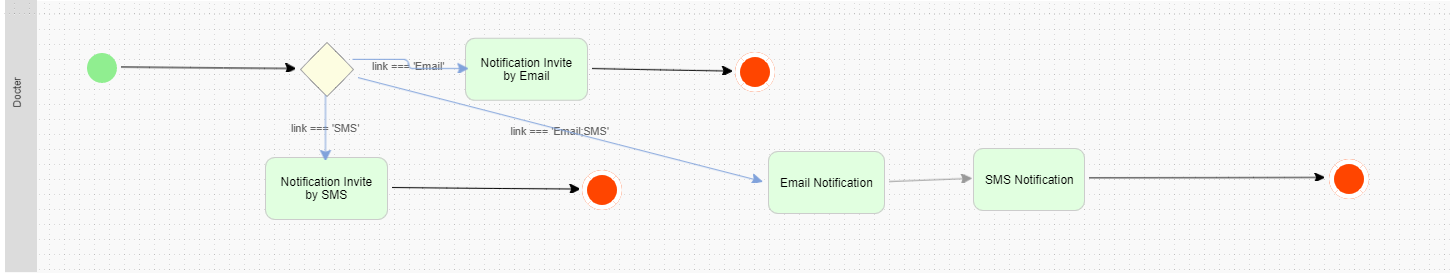 Docter
link === 'Email'
Notification Invite
by Email
link === 'SMS'
link === 'Email;SMS'
Notification Invite
by SMS
Email Notification
SMS Notification